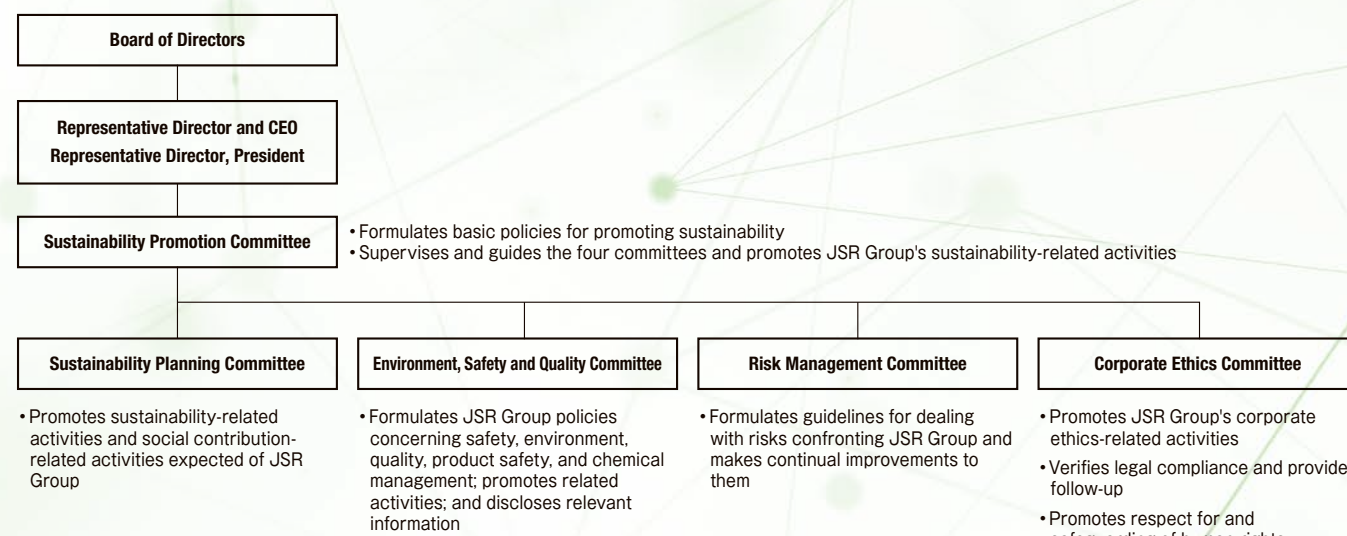 Board of Directors
Representative Director and CEO
Representative Director, President
Sustainability Promotion Committee
• Formulates basic policies for promoting sustainability
• Supervises and guides the four committees and promotes JSR Group's sustainability-related activities
Sustainability Planning Committee
• Promotes sustainability-related
activities and social contribution-
related activities expected of JSR
Group
Environment, Safety and Quality Committee
• Formulates JSR Group policies
concerning safety, environment,
quality, product safety, and chemical
management; promotes related
activities; and discloses relevant
information
Risk Management Committee
• Formulates guidelines for dealing
with risks confronting JSR Group and
makes continual improvements to
them
Corporate Ethics Committee
• Promotes JSR Group's corporate
ethics-related activities
• Verifies legal compliance and provide
follow-up
• Promotes respect for and